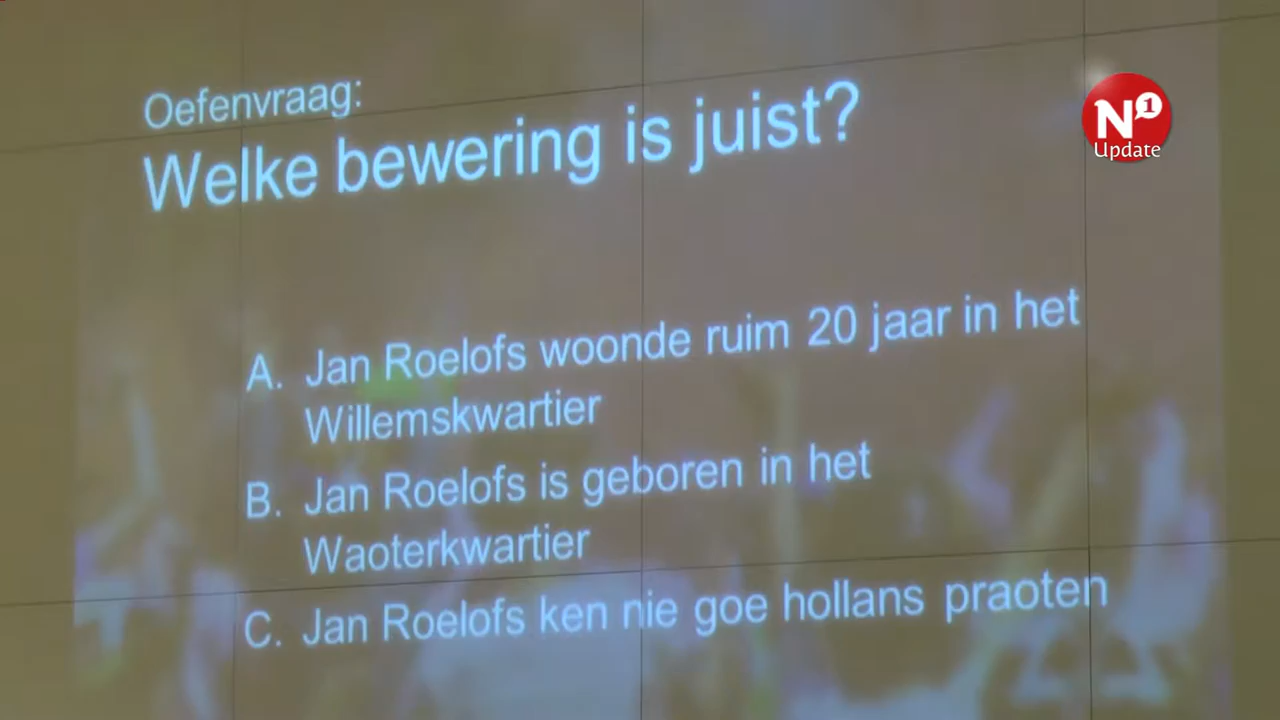 Oefenvraag:
Welke bewering is juist?
A. Jan Roelofs woonde ruim 20 jaar in het
Willemskwartier
B. Jan Roelofs is geboren in het
Waoterkwartier
C. Jan Roelofs ken nie goe hollans praoten
N1
Update